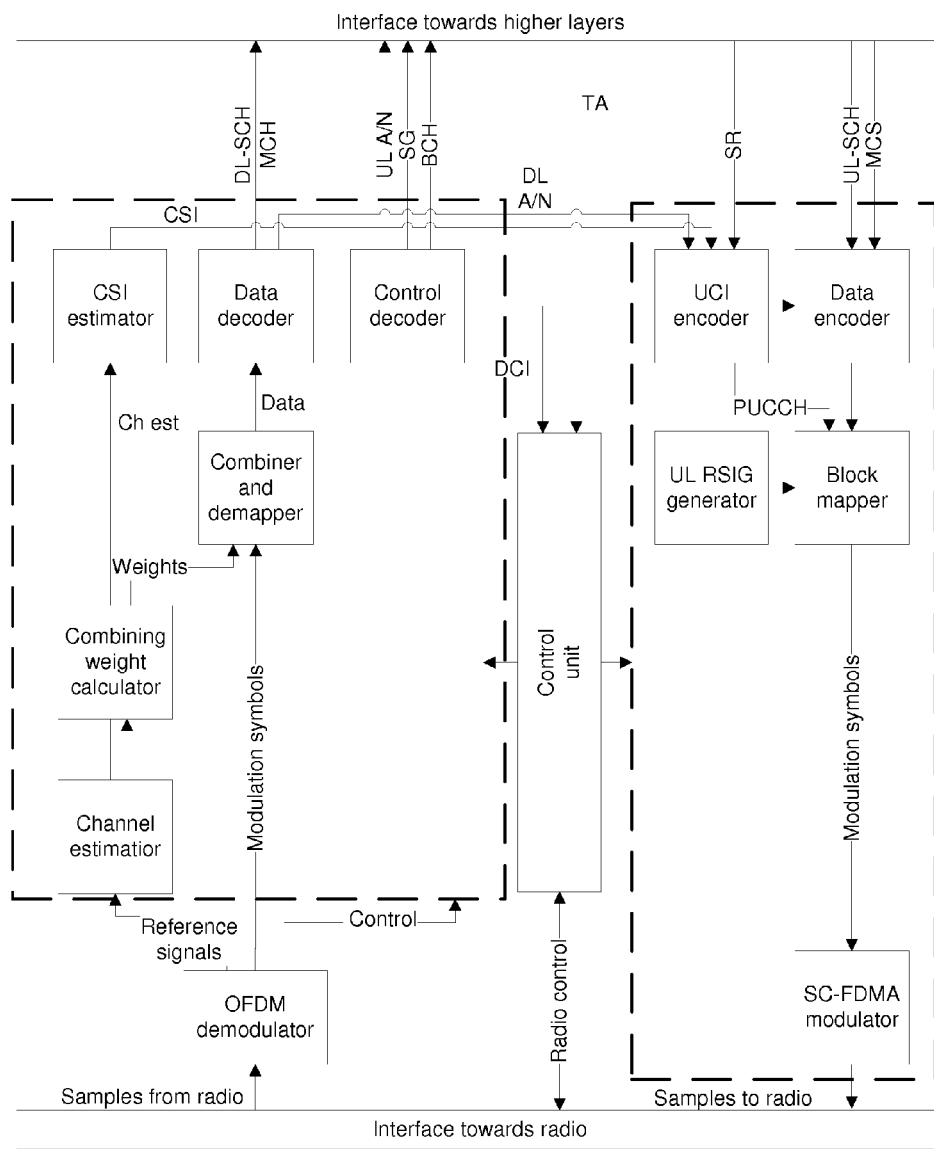 Interface towards higher layers
DL-SCH
MCH
UL A/N
SG
BCH
TA
SR
UL-SCH
MCS
DL
A/N
CSI
CSI
estimator
Data
decoder
Control
decoder
UCI
encoder
Data
encoder
DCI
Ch est
Data
PUCCH
Combiner
and
demapper
UL RSIG
generator
Block
mapper
Weights
Combining
weight
calculator
Modulation symbols
Control
unit
Modulation symbols
Channel
estimatior
Reference
signals
Control
OFDM
demodulator
Radio control
SC-FDMA
modulator
Samples from radio
Samples to radio
Interface towards radio